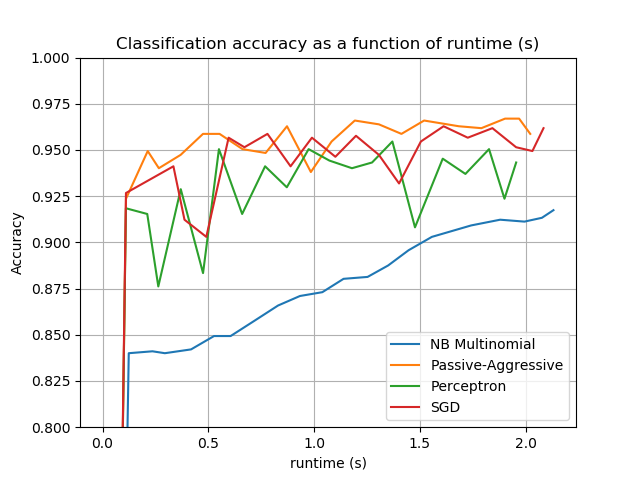 Classification accuracy as a function of runtime (s)
1.000
0.975
0.950
0.925
0.900
0.875
0.850
0.825
0.800
Accuracy
NB Multinomial
Passive-Aggressive
Perceptron
SGD
0.0 0.5 1.0 1.5 2.0
runtime (s)